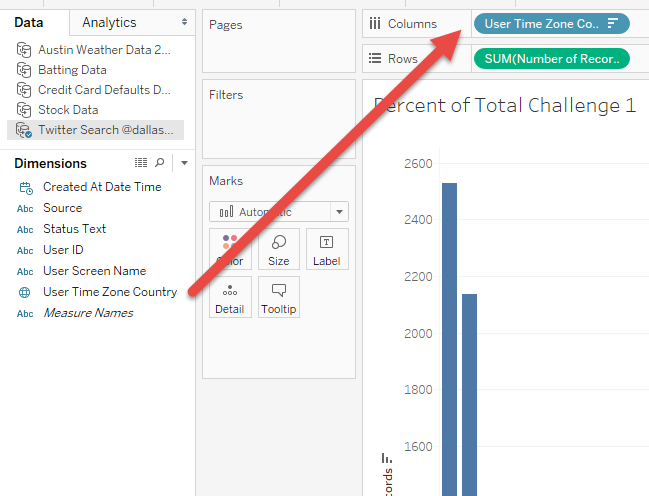 Data
Analytics
Austin Weather Data 2...
Batting Data
Credit Card Defaults D...
Stock Data
Twitter Search @dallas...
Dimensions
Created At Date Time
Abc Source
Abc Status Text
Abc User ID
Abc User Screen Name
User Time Zone Country
Abc Measure Names
Pages
Filters
Marks
Automatic
Color
Size
T
Label
Detail
Tooltip
Columns
User Time Zone Co..
Rows
SUM(Number of Recor..
Percent of Total Challenge 1
2600
2400
2200
2000
1800
1600
cords